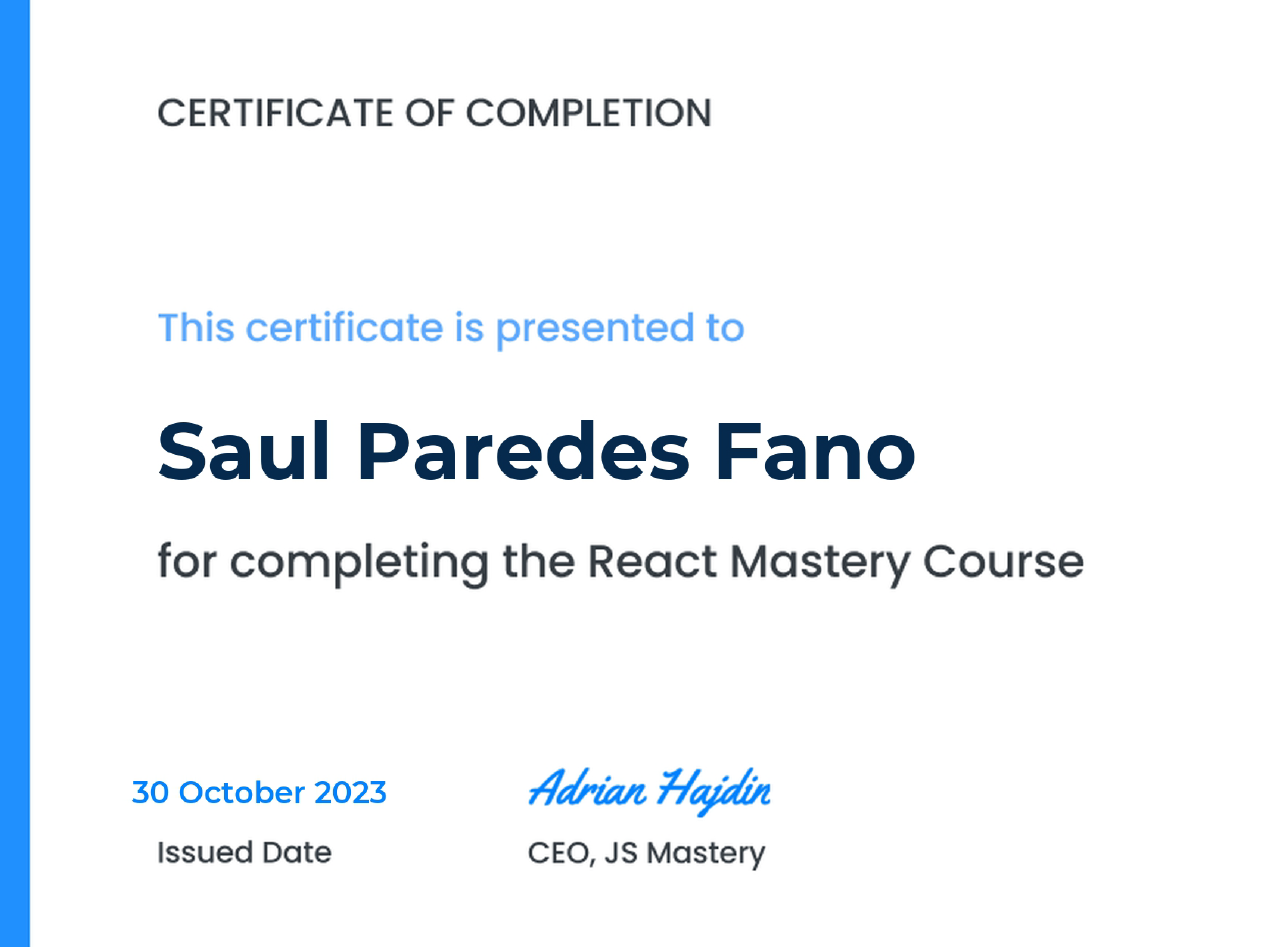 CERTIFICATE OF COMPLETION
This certificate is presented to
Saul Paredes Fano
for completing the React Mastery Course
30 October 2023
Adrian Hajdin
Issued Date
CEO, JS Mastery